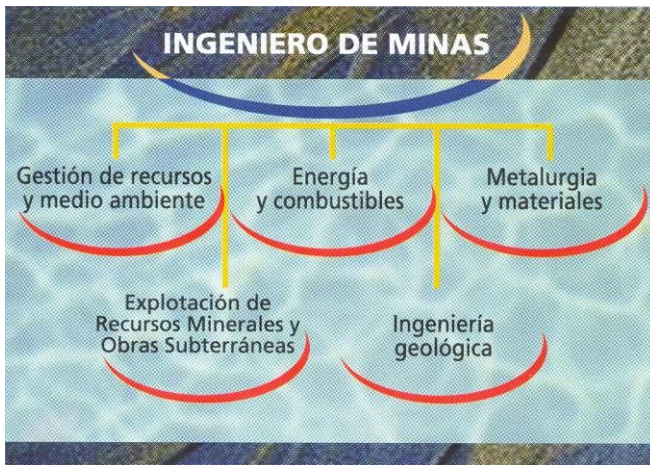 INGENIERO DE MINAS
Gestión de recursos
y medio ambiente
Energía
y combustibles
Metalurgia
y materiales
Explotación de
Recursos Minerales y
Obras Subterráneas
Ingeniería
geológica